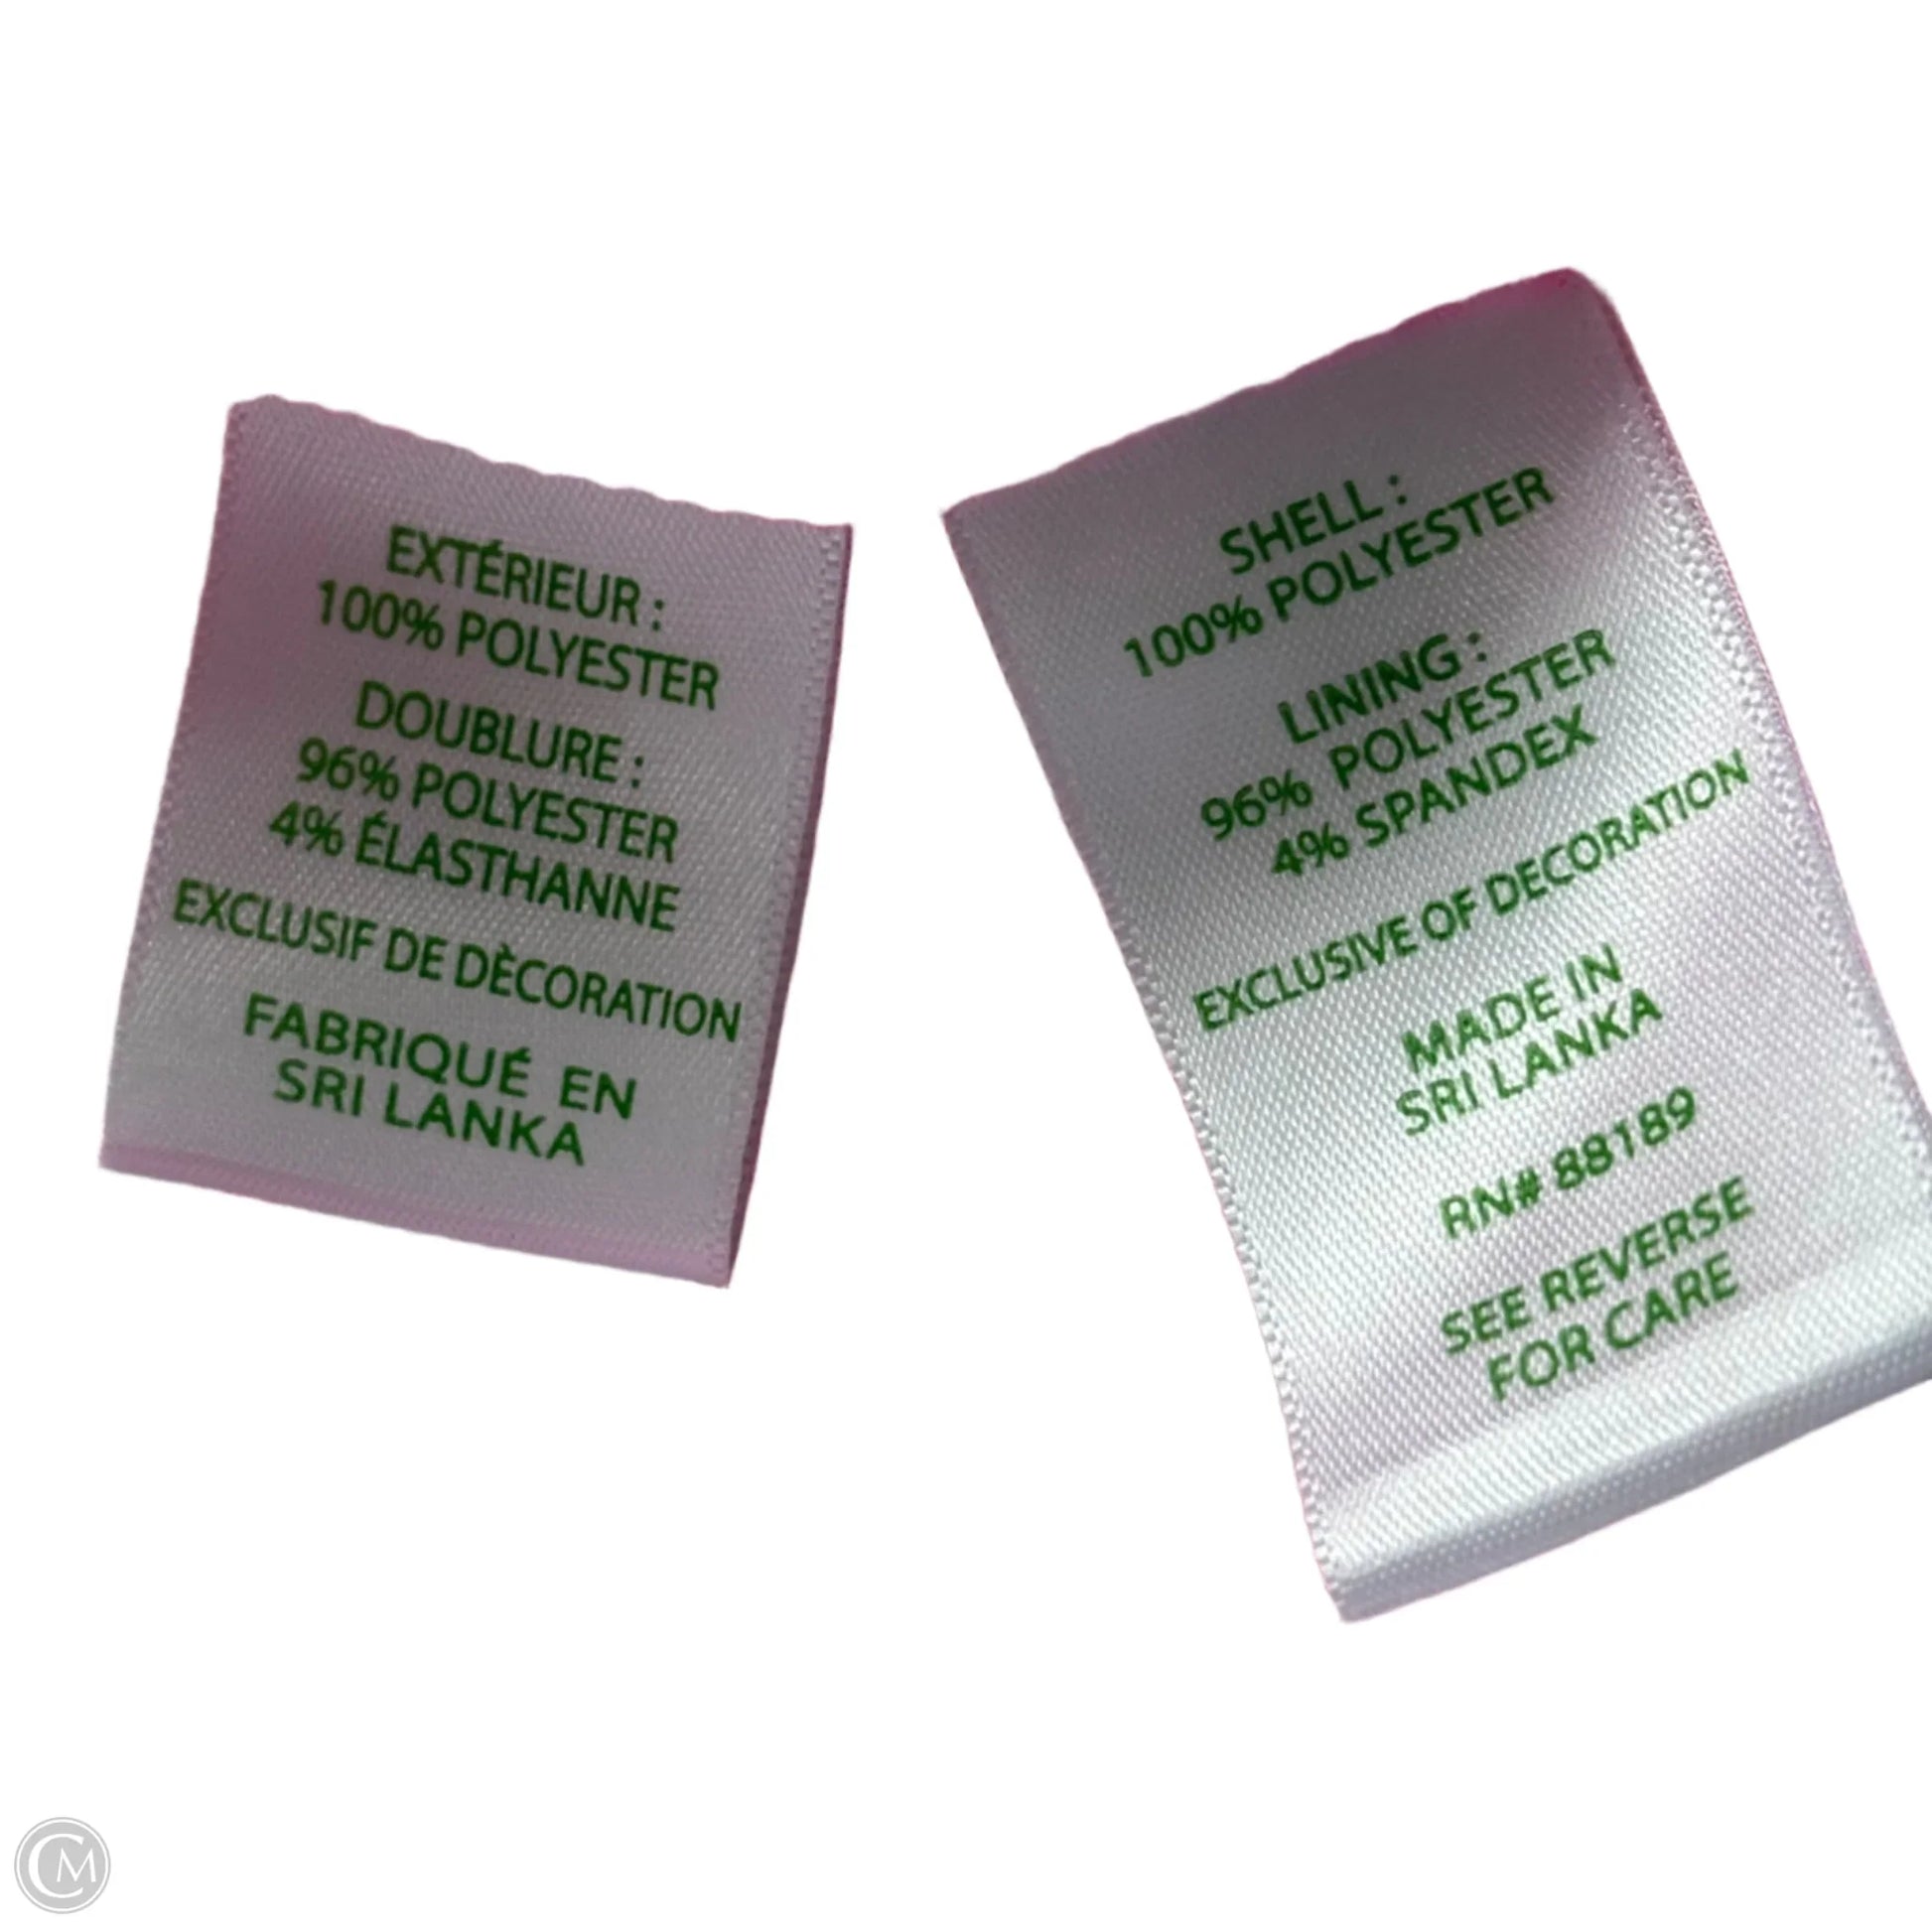 EXTÉRIEUR :
100% POLYESTER
DOUBLURE :
96% POLYESTER
4% ÉLASTHANNE
EXCLUSIF DE DÈCORATION
FABRIQUÉ EN
SRI LANKA
SHELL :
100% POLYESTER
LINING :
96% POLYESTER
4% SPANDEX
EXCLUSIVE OF DECORATION
MADE IN
SRI LANKA
RN# 88189
SEE REVERSE
FOR CARE
CM